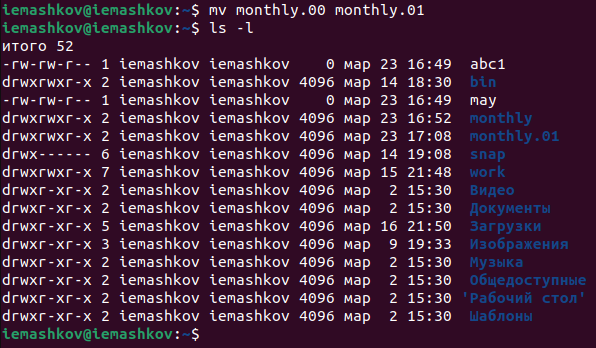 iemashkov@iemashkov:~$ mv monthly.00 monthly.01
iemashkov@iemashkov:~$ ls -l
итого 52
-rw-rw-r-- 1 iemashkov iemashkov    0 мар 23 16:49  abc1
drwxrwxr-x 2 iemashkov iemashkov 4096 мар 14 18:30  bin
-rw-rw-r-- 1 iemashkov iemashkov    0 мар 23 16:49  may
drwxrwxr-x 2 iemashkov iemashkov 4096 мар 23 16:52  monthly
drwxrwxr-x 2 iemashkov iemashkov 4096 мар 23 17:08  monthly.01
drwx------ 6 iemashkov iemashkov 4096 мар 14 19:08  snap
drwxrwxr-x 7 iemashkov iemashkov 4096 мар 15 21:48  work
drwxr-xr-x 2 iemashkov iemashkov 4096 мар  2 15:30  Видео
drwxr-xr-x 2 iemashkov iemashkov 4096 мар  2 15:30  Документы
drwxr-xr-x 5 iemashkov iemashkov 4096 мар 16 21:50  Загрузки
drwxr-xr-x 3 iemashkov iemashkov 4096 мар  9 19:33  Изображения
drwxr-xr-x 2 iemashkov iemashkov 4096 мар  2 15:30  Музыка
drwxr-xr-x 2 iemashkov iemashkov 4096 мар  2 15:30  Общедоступные
drwxr-xr-x 2 iemashkov iemashkov 4096 мар  2 15:30 'Рабочий стол'
drwxr-xr-x 2 iemashkov iemashkov 4096 мар  2 15:30  Шаблоны
iemashkov@iemashkov:~$